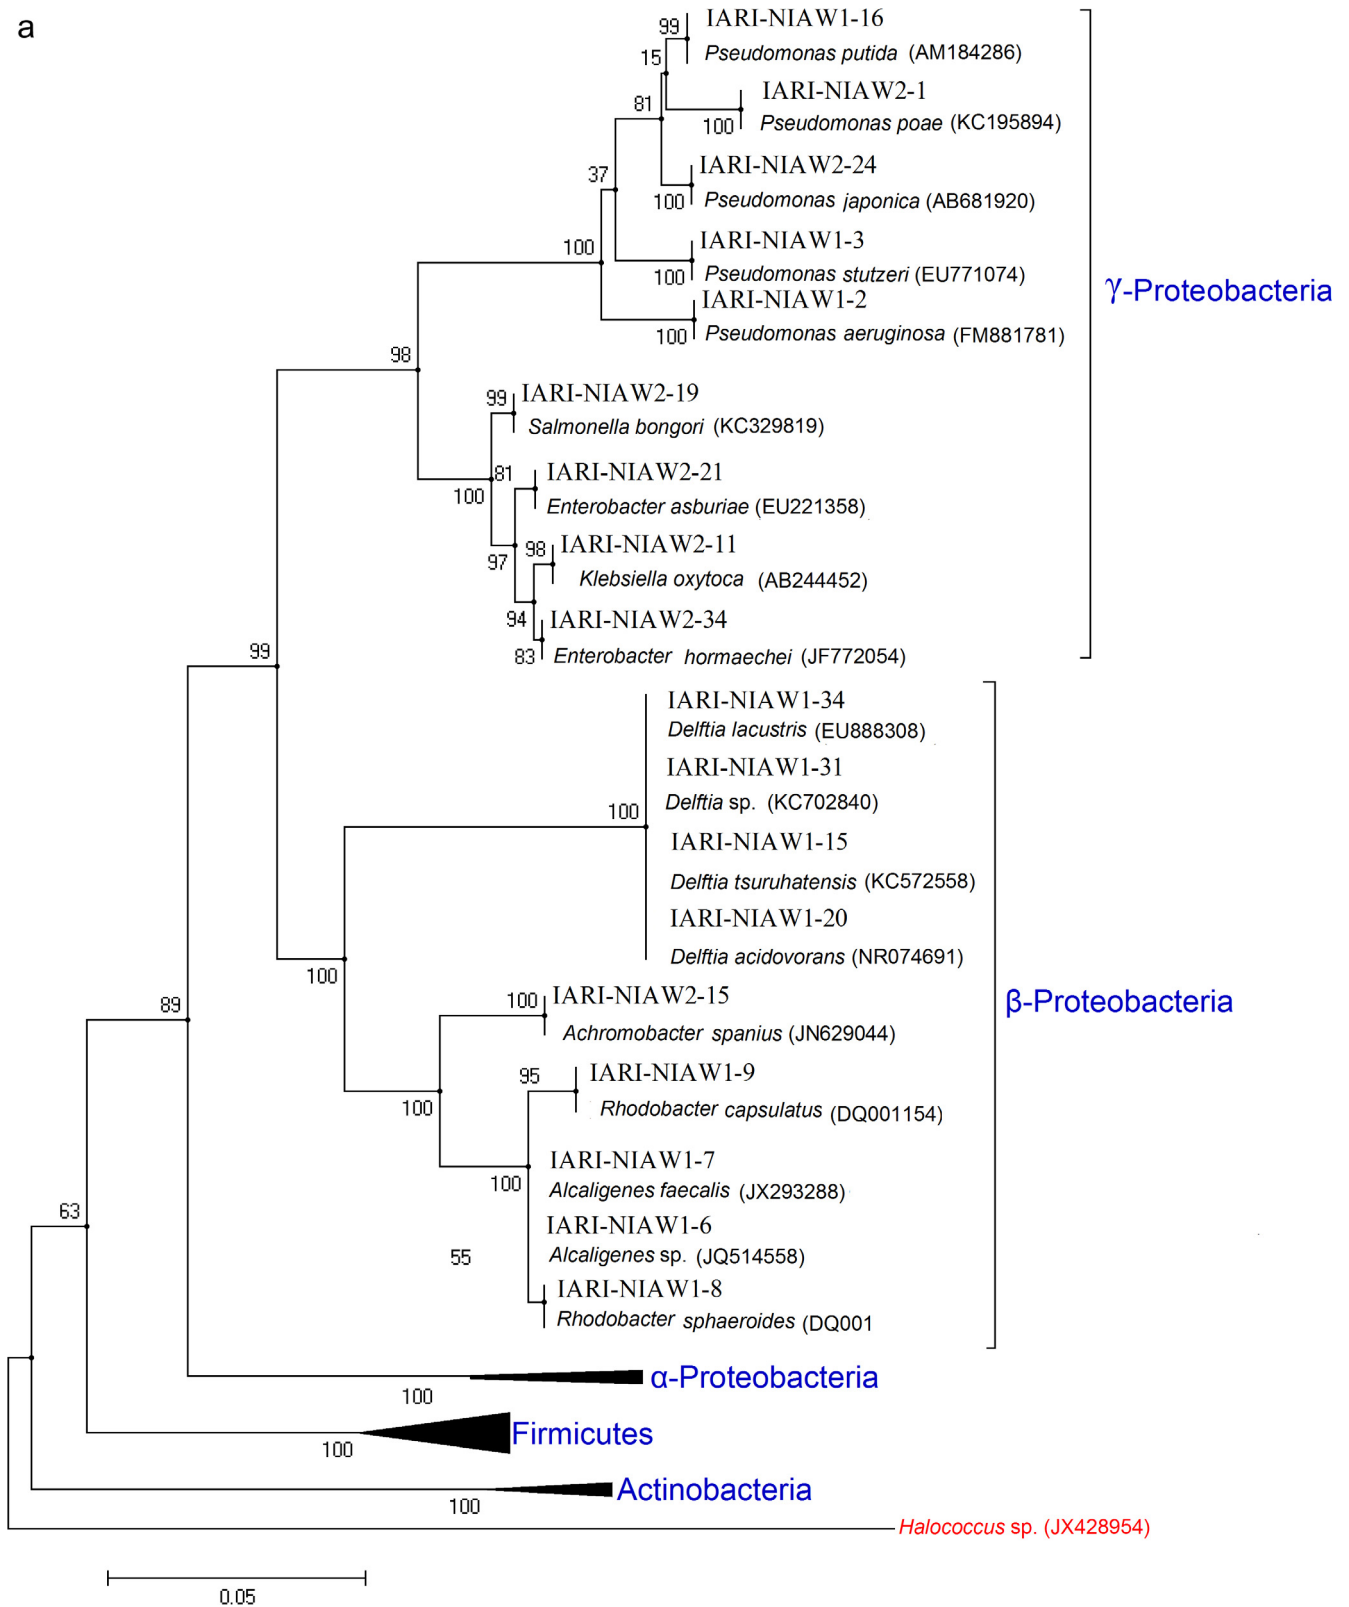 a
99
IARI-NIAW1-16
Pseudomonas putida (AM184286)
15
IARI-NIAW2-1
81
100
Pseudomonas poae (KC195894)
IARI-NIAW2-24
37
100
Pseudomonas japonica (AB681920)
100
IARI-NIAW1-3
100
Pseudomonas stutzeri (EU771074)
γ-Proteobacteria
IARI-NIAW1-2
100
Pseudomonas aeruginosa (FM881781)
98
99
IARI-NIAW2-19
Salmonella bongori (KC329819)
81
IARI-NIAW2-21
100
Enterobacter asburiae (EU221358)
97
98
IARI-NIAW2-11
Klebsiella oxytoca (AB244452)
94
IARI-NIAW2-34
83
Enterobacter hormaechei (JF772054)
99
IARI-NIAW1-34
Delftia lacustris (EU888308)
IARI-NIAW1-31
Delftia sp. (KC702840)
100
IARI-NIAW1-15
Delftia tsuruhatensis (KC572558)
IARI-NIAW1-20
Delftia acidovorans (NR074691)
100
89
100
IARI-NIAW2-15
β-Proteobacteria
Achromobacter spanius (JN629044)
95
IARI-NIAW1-9
100
Rhodobacter capsulatus (DQ001154)
IARI-NIAW1-7
100
Alcaligenes faecalis (JX293288)
63
IARI-NIAW1-6
55
Alcaligenes sp. (JQ514558)
IARI-NIAW1-8
Rhodobacter sphaeroides (DQ001
α-Proteobacteria
100
Firmicutes
100
Actinobacteria
100
Halococcus sp. (JX428954)
0.05